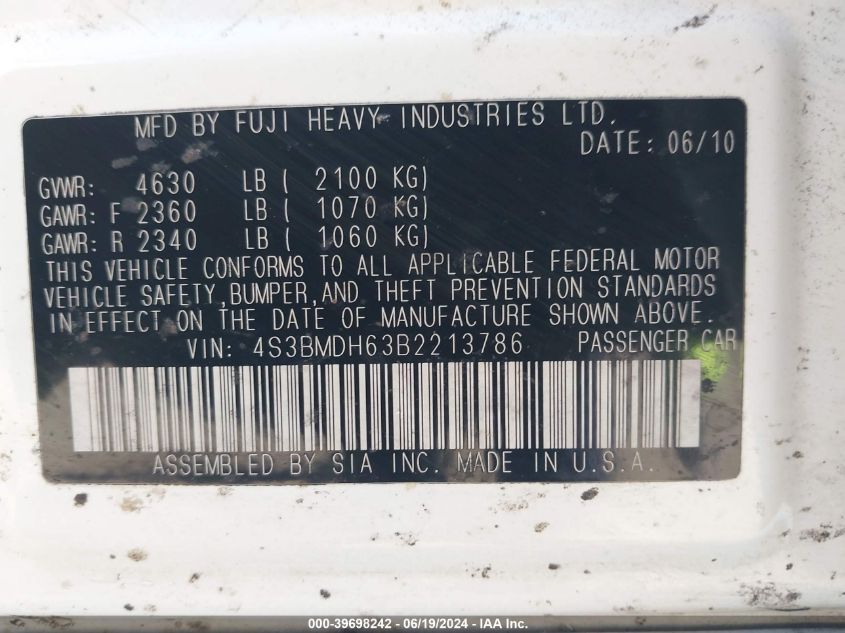 MFD BY FUJI HEAVY INDUSTRIES LTD.
DATE: 06/10
GVWR: 4630 LB ( 2100 KG)
GAWR: F 2360 LB ( 1070 KG)
GAWR: R 2340 LB ( 1060 KG)
THIS VEHICLE CONFORMS TO ALL APPLICABLE FEDERAL MOTOR
VEHICLE SAFETY,BUMPER,AND THEFT PREVENTION STANDARDS
IN EFFECT ON THE DATE OF MANUFACTURE SHOWN ABOVE.
VIN: 4S3BMDH63B2213786 PASSENGER CAR
ASSEMBLED BY SIA INC. MADE IN U.S.A.
000-39698242 - 06/19/2024 - IAA Inc.